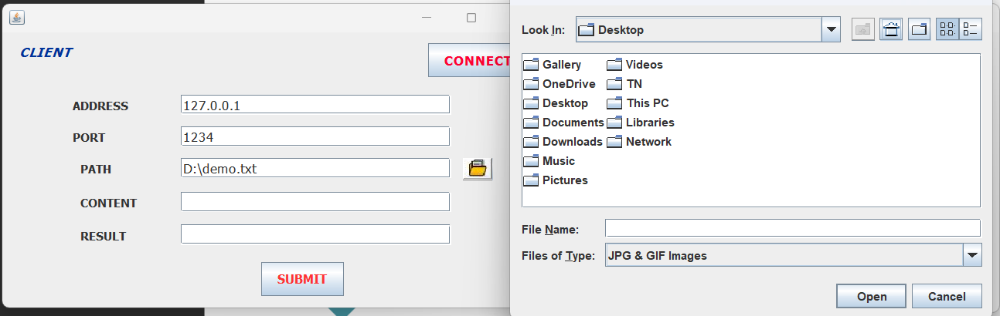 CLIENT
CONNECT
ADDRESS 127.0.0.1
PORT 1234
PATH D:\demo.txt
CONTENT
RESULT
SUBMIT
Look In: Desktop
Gallery Videos
OneDrive TN
Desktop This PC
Documents Libraries
Downloads Network
Music
Pictures
File Name:
Files of Type: JPG & GIF Images
Open Cancel